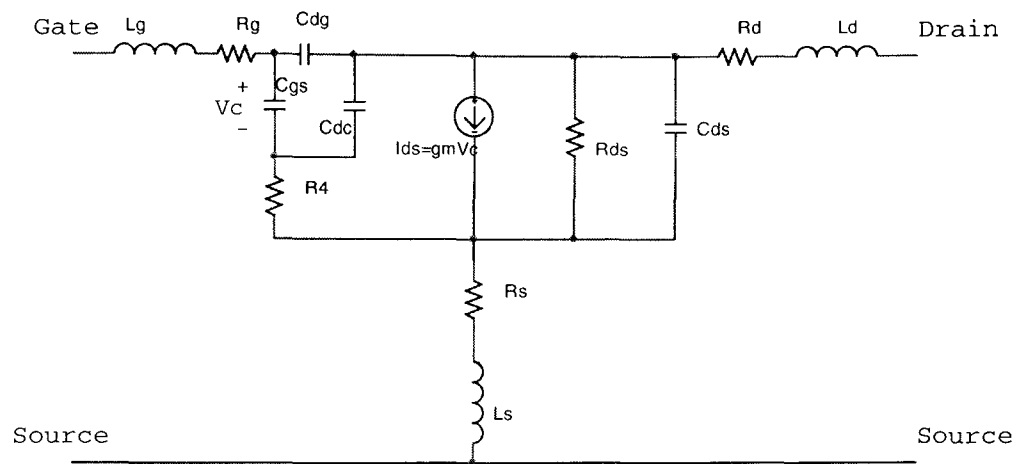 Gate
Lg
Rg
Cdg
Rd
Ld
Drain
+
Vc
-
Cgs
Cdc
Ids=gmVc
Rds
Cds
R4
Rs
Ls
Source
Source